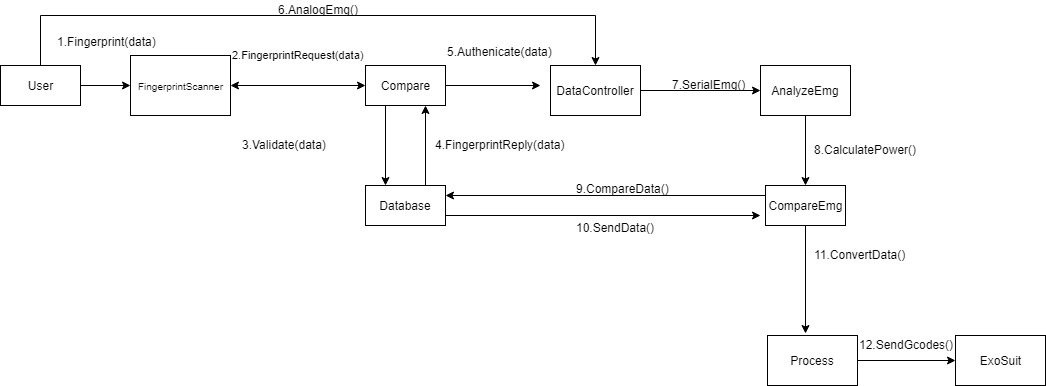 6.AnalogEmg()
1.Fingerprint(data)
2.FingerprintRequest(data)
5.Authenicate(data)
User
FingerprintScanner
Compare
DataController
7.SerialEmg()
AnalyzeEmg
3.Validate(data)
4.FingerprintReply(data)
8.CalculatePower()
9.CompareData()
Database
CompareEmg
10.SendData()
11.ConvertData()
12.SendGcodes()
Process
ExoSuit